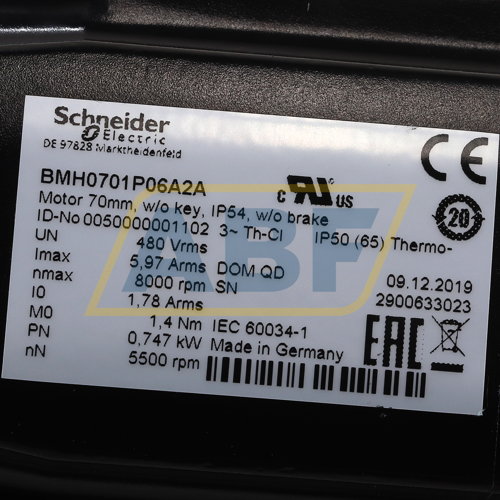 Schneider
Electric
DE 97828 Marktheidenfeld
CE
BMH0701P06A2A
c RU US
Motor 70mm, w/o key, IP54, w/o brake
20
ID-No 0050000001102 3~ Th-Cl IP50 (65) Thermo-
UN 480 Vrms
Imax 5,97 Arms DOM QD 09.12.2019
nmax 8000 rpm SN 2900633023
I0 1,78 Arms
M0 1,4 Nm IEC 60034-1
PN 0,747 kW Made in Germany
nN 5500 rpm
EAC
ABF